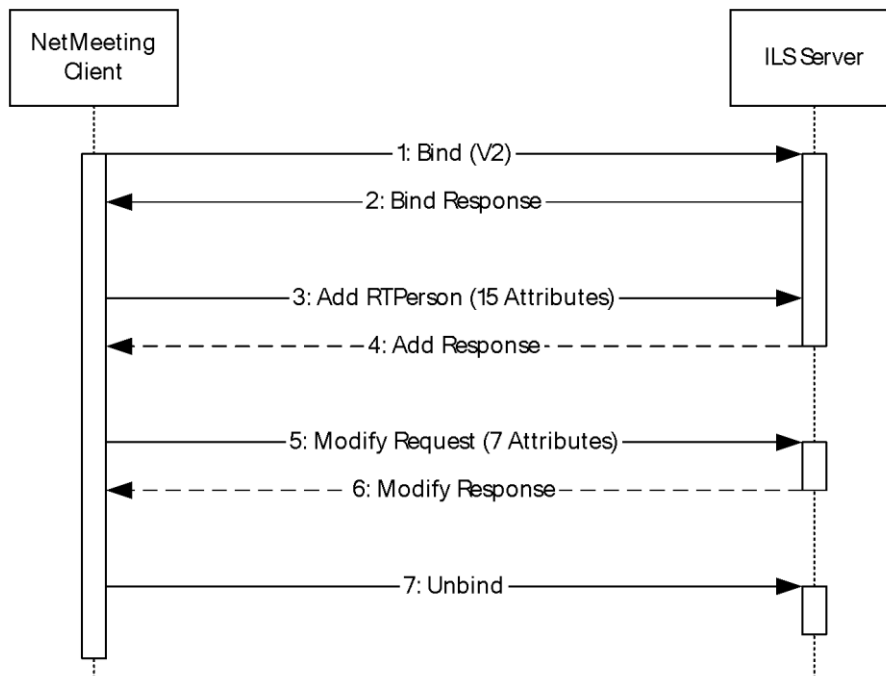 NetMeeting
Client
ILS Server
1: Bind (V2)
2: Bind Response
3: Add RTPerson (15 Attributes)
4: Add Response
5: Modify Request (7 Attributes)
6: Modify Response
7: Unbind